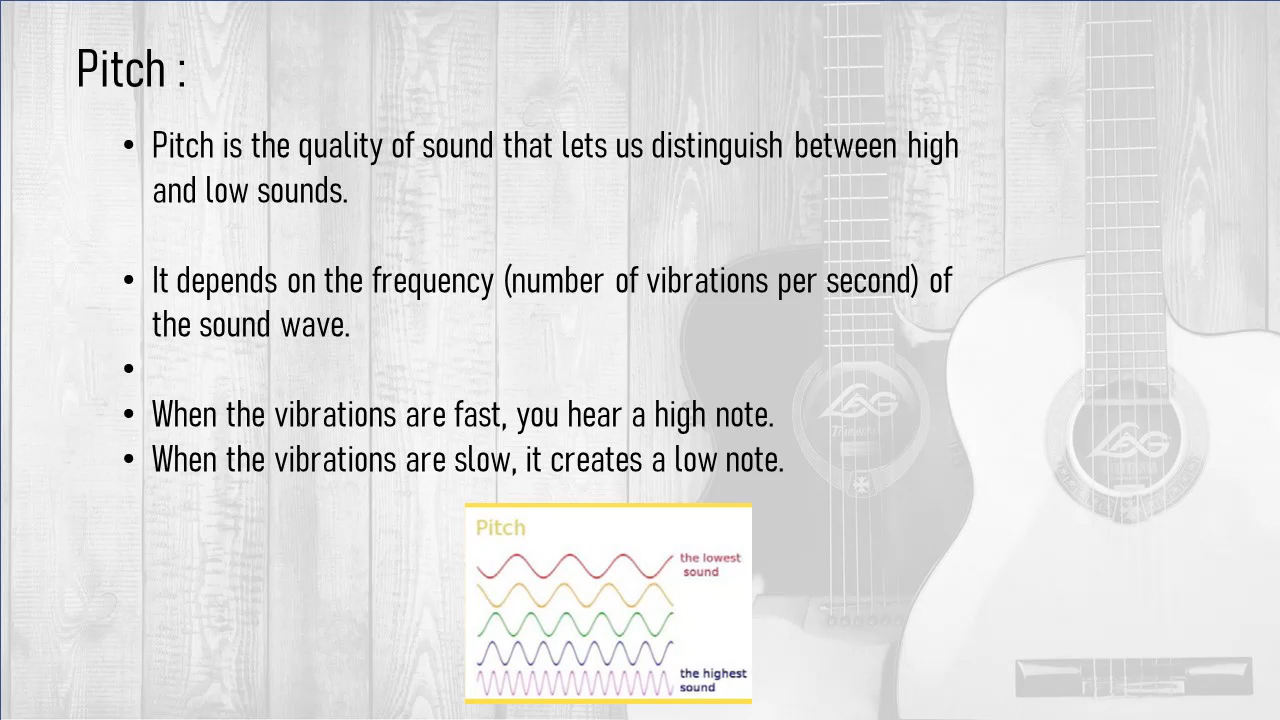 Pitch :
• Pitch is the quality of sound that lets us distinguish between high
and low sounds.
• It depends on the frequency (number of vibrations per second) of
the sound wave.
•
• When the vibrations are fast, you hear a high note.
• When the vibrations are slow, it creates a low note.
Pitch
the lowest
sound
the highest
sound
LAG
LAG